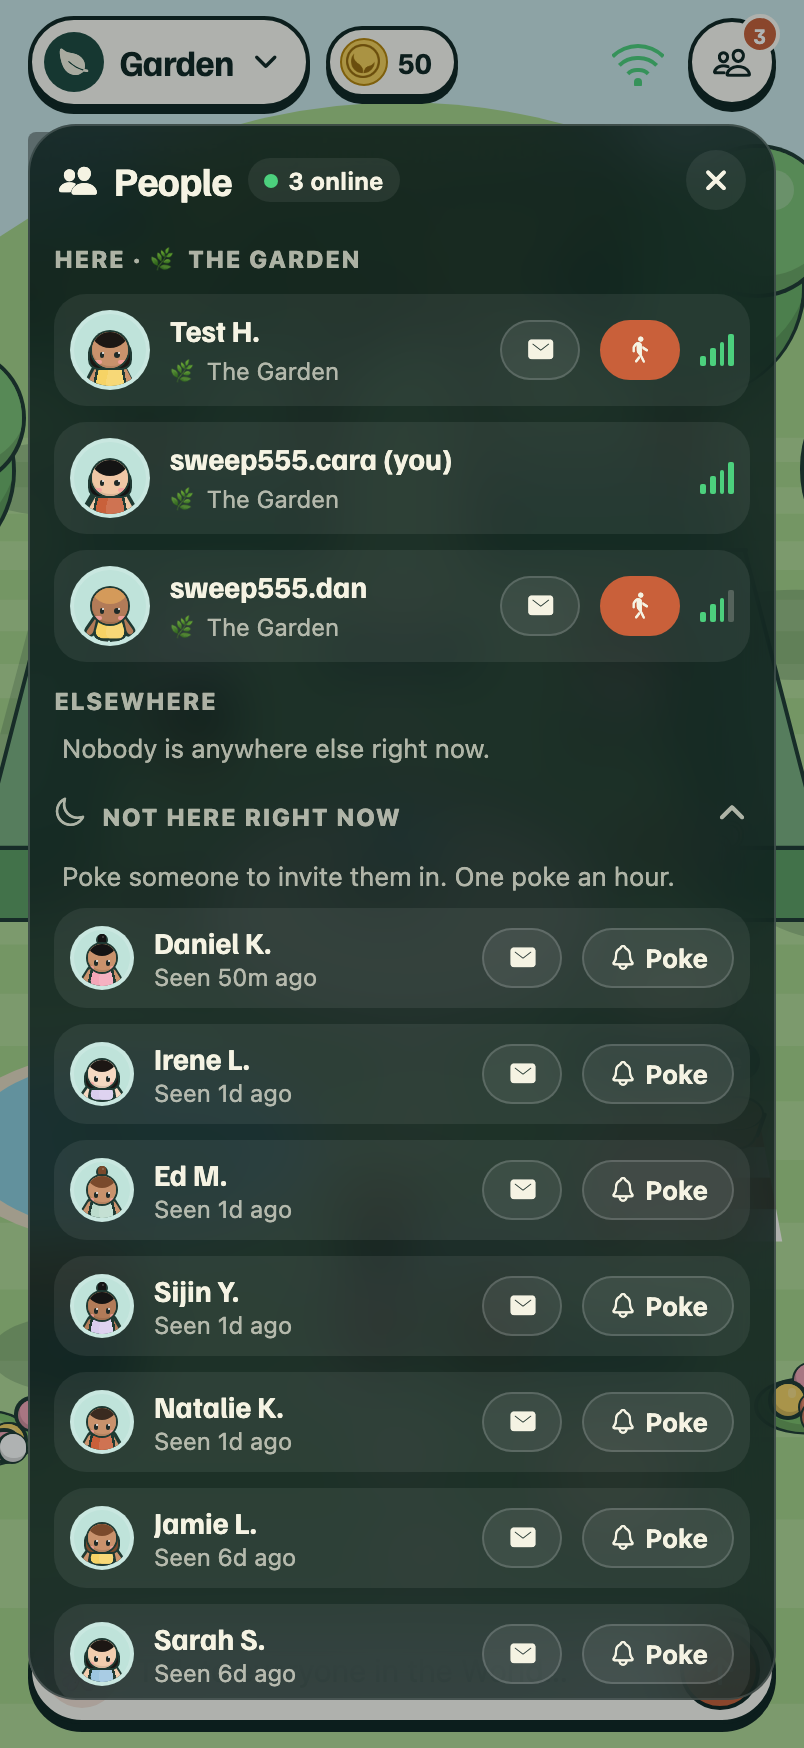 Garden
50
3
People
3 online
HERE · THE GARDEN
Test H.
The Garden
sweep555.cara (you)
The Garden
sweep555.dan
The Garden
ELSEWHERE
Nobody is anywhere else right now.
NOT HERE RIGHT NOW
Poke someone to invite them in. One poke an hour.
Daniel K.
Seen 50m ago
Poke
Irene L.
Seen 1d ago
Poke
Ed M.
Seen 1d ago
Poke
Sijin Y.
Seen 1d ago
Poke
Natalie K.
Seen 1d ago
Poke
Jamie L.
Seen 6d ago
Poke
Sarah S.
Seen 6d ago
Poke